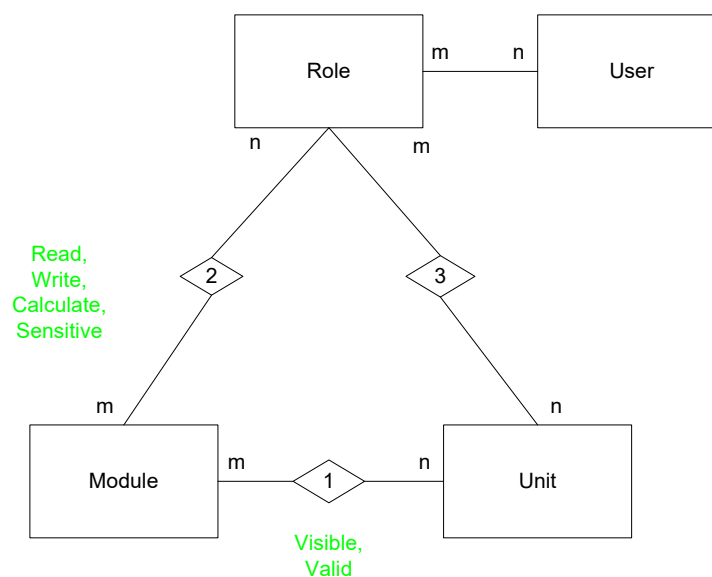 Role
m
n
User
n
m
Read,
Write,
Calculate,
Sensitive
2
3
m
n
Module
m
1
n
Unit
Visible,
Valid